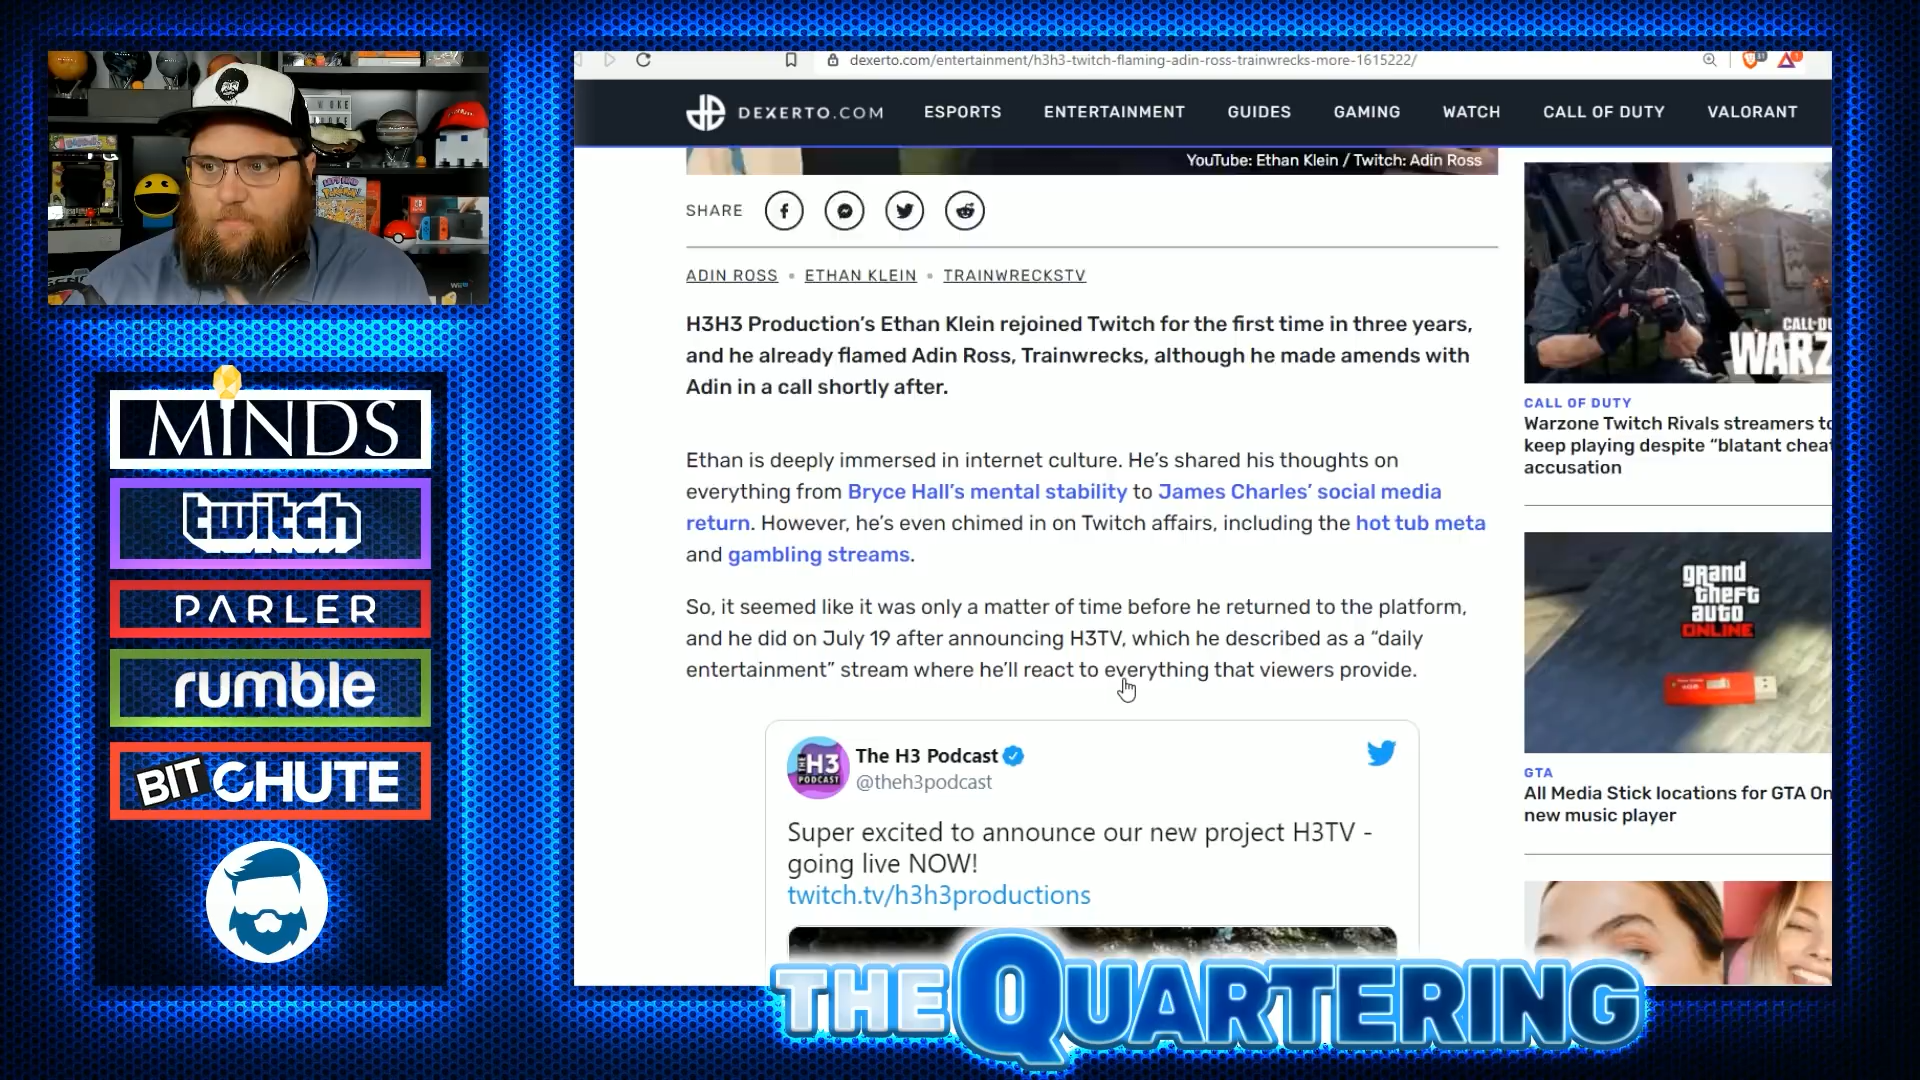 dexerto.com/entertainment/h3h3-twitch-flaming-adin-ross-trainwrecks-more-1615222/
DEXERTO.COM
ESPORTS
ENTERTAINMENT
GUIDES
GAMING
WATCH
CALL OF DUTY
VALORANT
YouTube: Ethan Klein / Twitch: Adin Ross
SHARE
ADIN ROSS • ETHAN KLEIN • TRAINWRECKSTV
H3H3 Production’s Ethan Klein rejoined Twitch for the first time in three years,
and he already flamed Adin Ross, Trainwrecks, although he made amends with
Adin in a call shortly after.
Ethan is deeply immersed in internet culture. He’s shared his thoughts on
everything from Bryce Hall’s mental stability to James Charles’ social media
return. However, he’s even chimed in on Twitch affairs, including the hot tub meta
and gambling streams.
So, it seemed like it was only a matter of time before he returned to the platform,
and he did on July 19 after announcing H3TV, which he described as a “daily
entertainment” stream where he’ll react to everything that viewers provide.
THE H3 PODCAST
The H3 Podcast
@theh3podcast
Super excited to announce our new project H3TV -
going live NOW!
twitch.tv/h3h3productions
CALL OF DUTY
Warzone Twitch Rivals streamers to
keep playing despite “blatant cheat
accusation
grand
theft
auto
ONLINE
GTA
All Media Stick locations for GTA On
new music player
MINDS
twitch
PARLER
rumble
BITCHUTE
THE QUARTERING